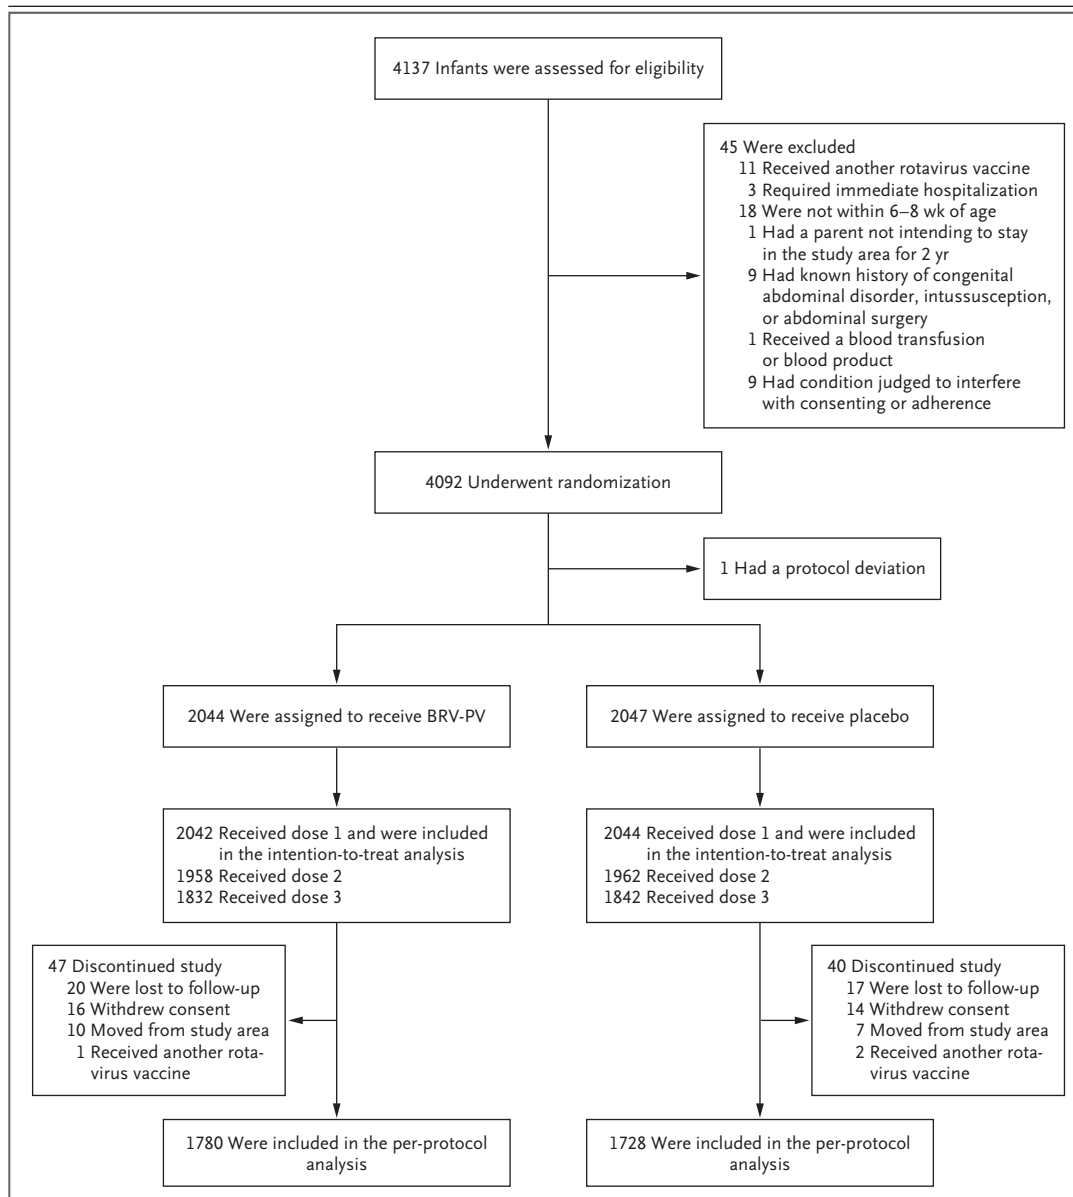 4137 Infants were assessed for eligibility
45 Were excluded
11 Received another rotavirus vaccine
3 Required immediate hospitalization
18 Were not within 6–8 wk of age
1 Had a parent not intending to stay
in the study area for 2 yr
9 Had known history of congenital
abdominal disorder, intussusception,
or abdominal surgery
1 Received a blood transfusion
or blood product
9 Had condition judged to interfere
with consenting or adherence
4092 Underwent randomization
1 Had a protocol deviation
2044 Were assigned to receive BRV-PV
2047 Were assigned to receive placebo
2042 Received dose 1 and were included
in the intention-to-treat analysis
1958 Received dose 2
1832 Received dose 3
2044 Received dose 1 and were included
in the intention-to-treat analysis
1962 Received dose 2
1842 Received dose 3
47 Discontinued study
20 Were lost to follow-up
16 Withdrew consent
10 Moved from study area
1 Received another rota-
virus vaccine
40 Discontinued study
17 Were lost to follow-up
14 Withdrew consent
7 Moved from study area
2 Received another rota-
virus vaccine
1780 Were included in the per-protocol
analysis
1728 Were included in the per-protocol
analysis